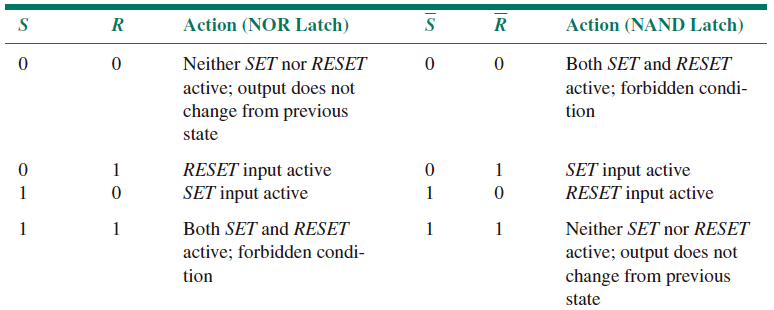 S R Action (NOR Latch) S̅ R̅ Action (NAND Latch)
0 0 Neither SET nor RESET 0 0 Both SET and RESET
active; output does not active; forbidden condi-
change from previous tion
state
0 1 RESET input active 0 1 SET input active
1 0 SET input active 1 0 RESET input active
1 1 Both SET and RESET 1 1 Neither SET nor RESET
active; forbidden condi- active; output does not
tion change from previous
state